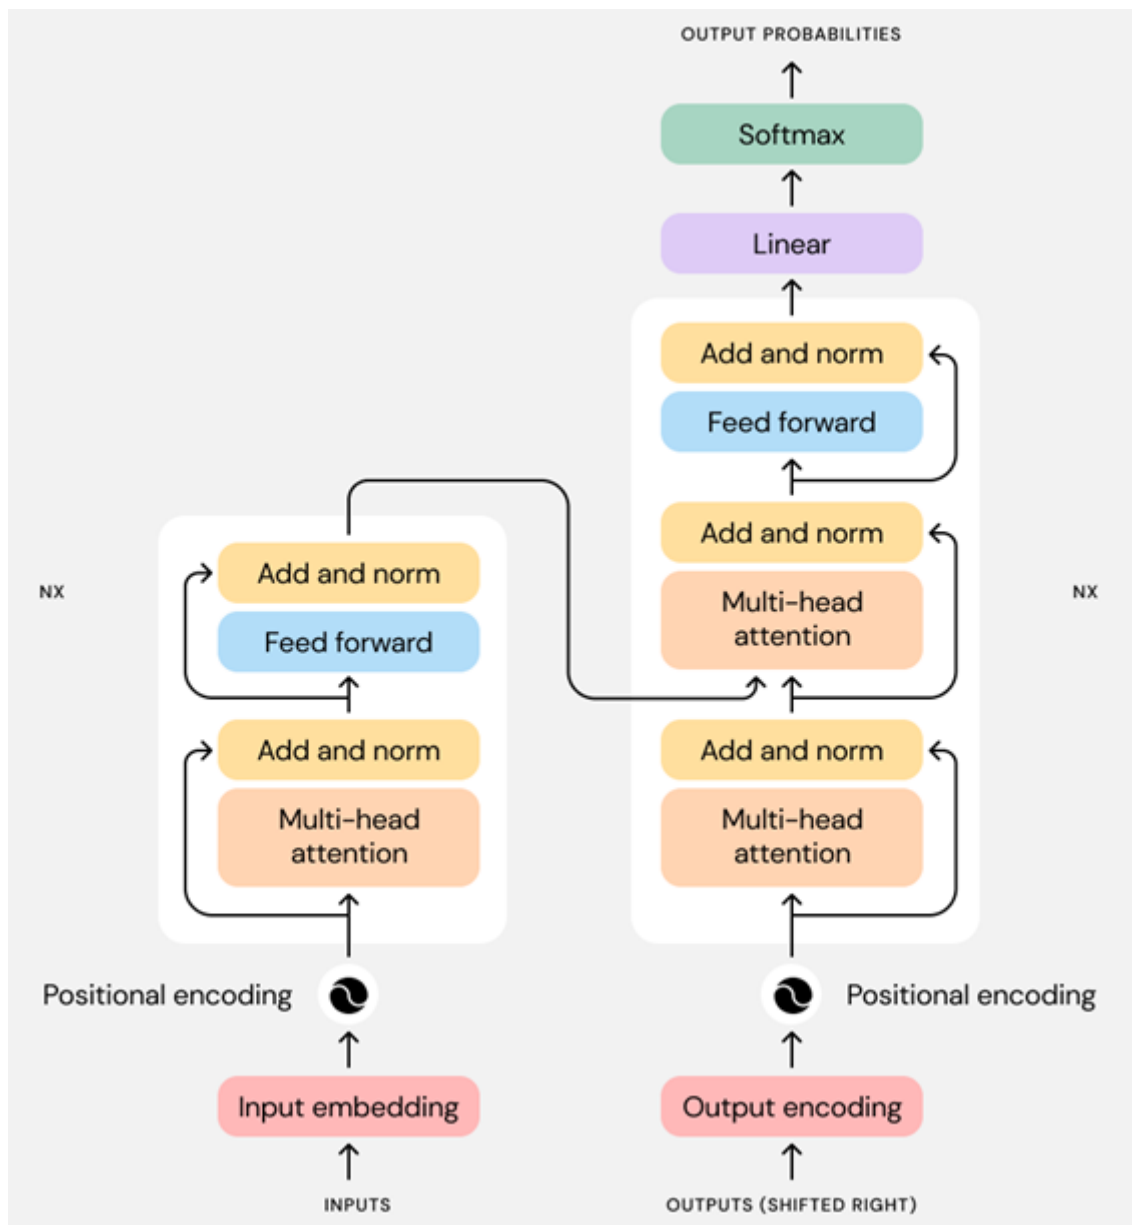 OUTPUT PROBABILITIES
Softmax
Linear
Add and norm
Feed forward
Add and norm
Multi-head
attention
Add and norm
Multi-head
attention
NX
Positional encoding
Output encoding
OUTPUTS (SHIFTED RIGHT)
NX
Add and norm
Feed forward
Add and norm
Multi-head
attention
Positional encoding
Input embedding
INPUTS